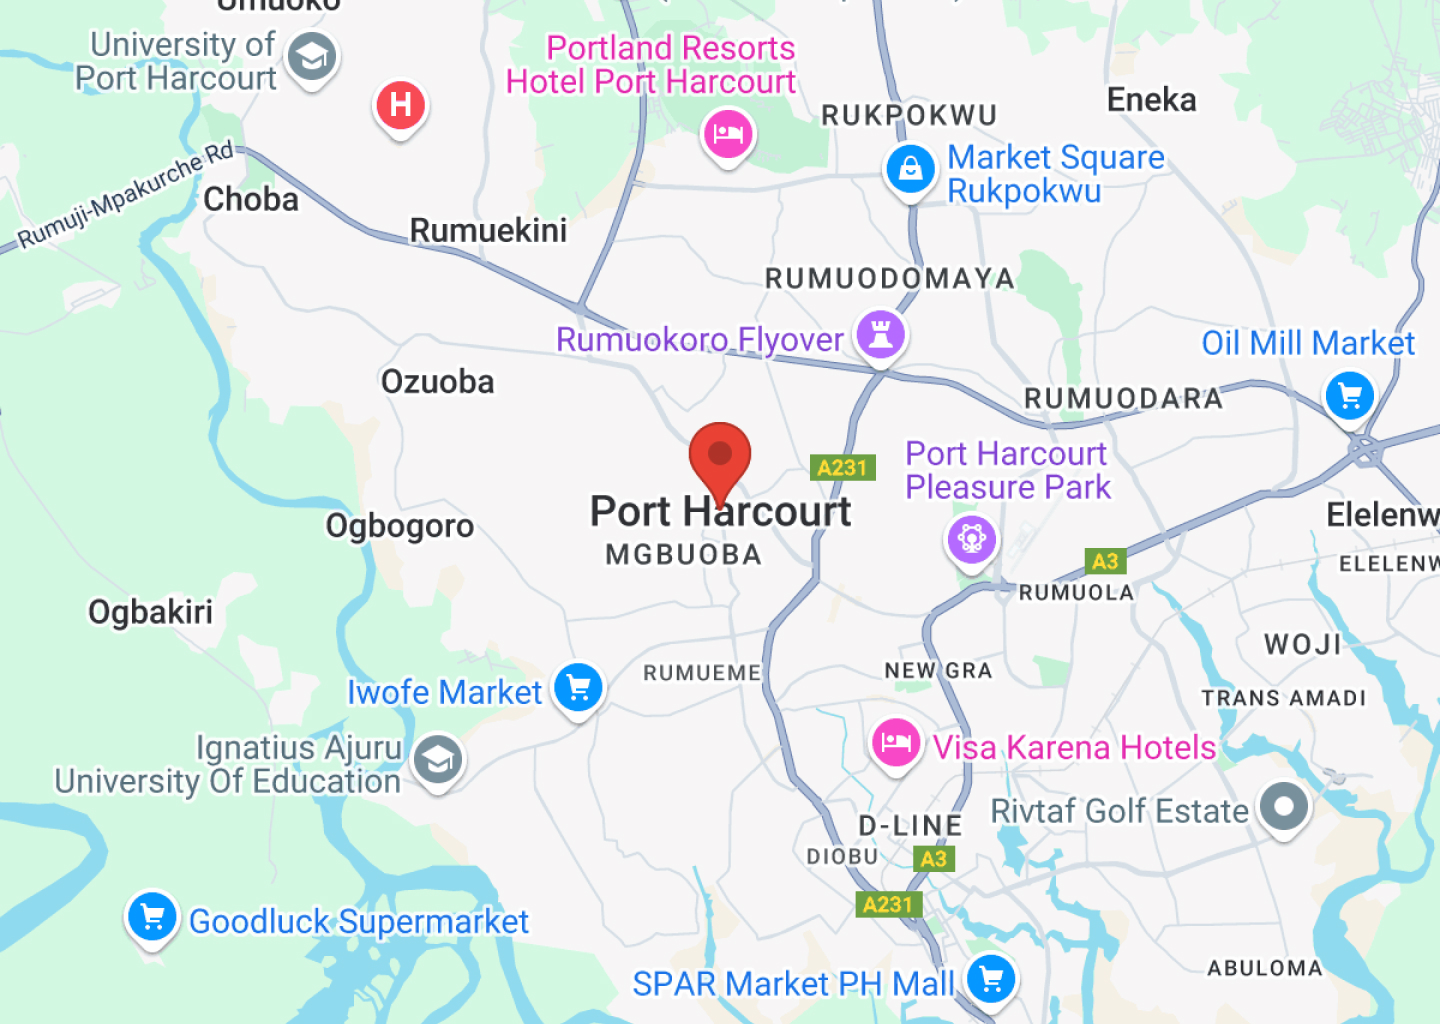 Umuoko
University of
Port Harcourt
H
Portland Resorts
Hotel Port Harcourt
Eneka
RUKPOKWU
Market Square
Rukpokwu
Rumuji-Mpakurche Rd
Choba
Rumuekini
RUMUODOMAYA
Rumuokoro Flyover
Oil Mill Market
Ozuoba
RUMUODARA
A231
Port Harcourt
Pleasure Park
Port Harcourt
MGBUOBA
Ogbogoro
Elelenw
ELELENW
A3
RUMUOLA
Ogbakiri
WOJI
RUMUEME
NEW GRA
Iwofe Market
TRANS AMADI
Ignatius Ajuru
University Of Education
Visa Karena Hotels
Rivtaf Golf Estate
D-LINE
DIOBU
A3
A231
Goodluck Supermarket
ABULOMA
SPAR Market PH Mall